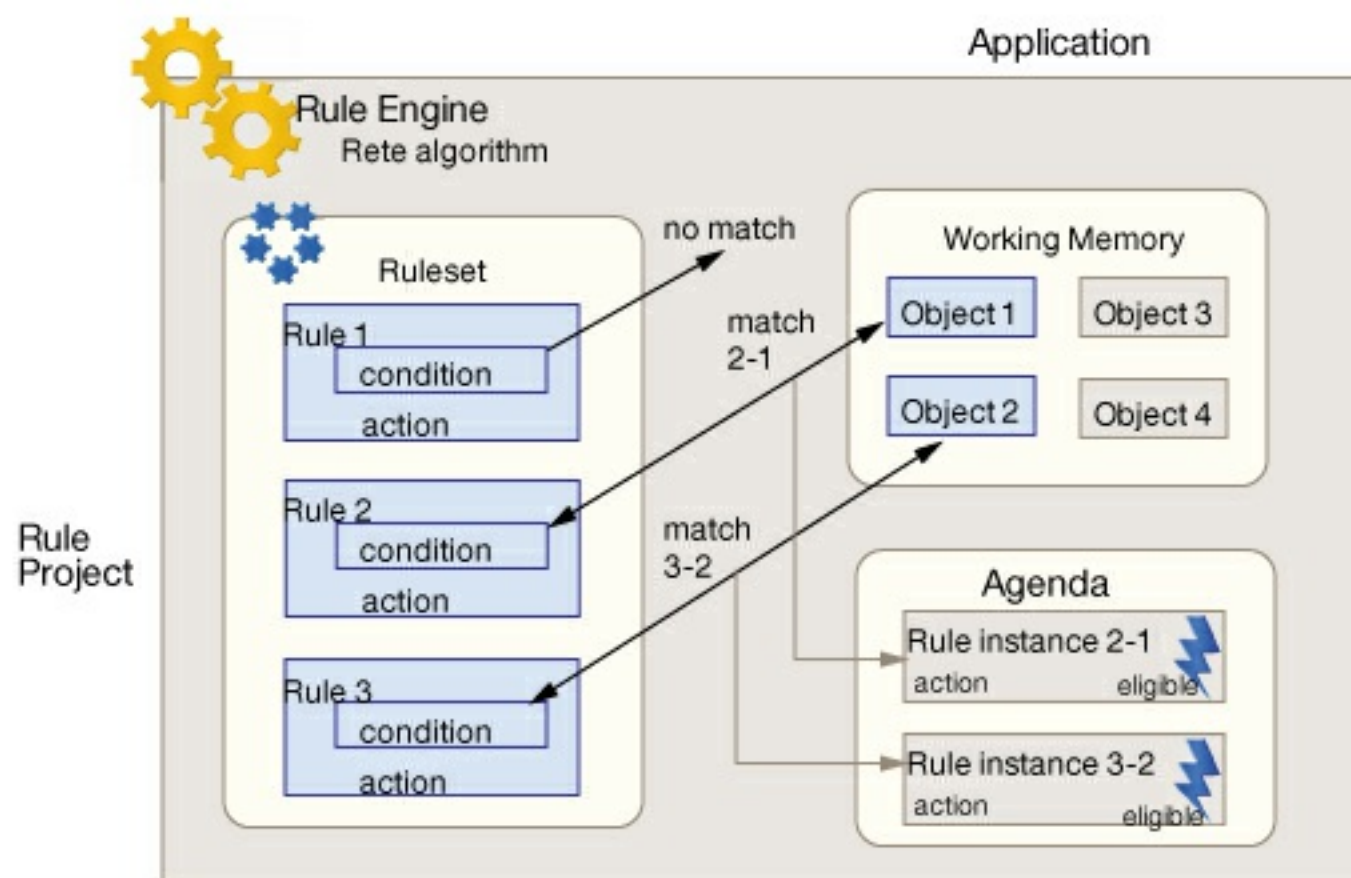 Application
Rule Engine
Rete algorithm
Rule
Project
Ruleset
Rule 1
condition
action
Rule 2
condition
action
Rule 3
condition
action
no match
match
2-1
match
3-2
Working Memory
Object 1
Object 3
Object 2
Object 4
Agenda
Rule instance 2-1
action
eligible
Rule instance 3-2
action
eligible